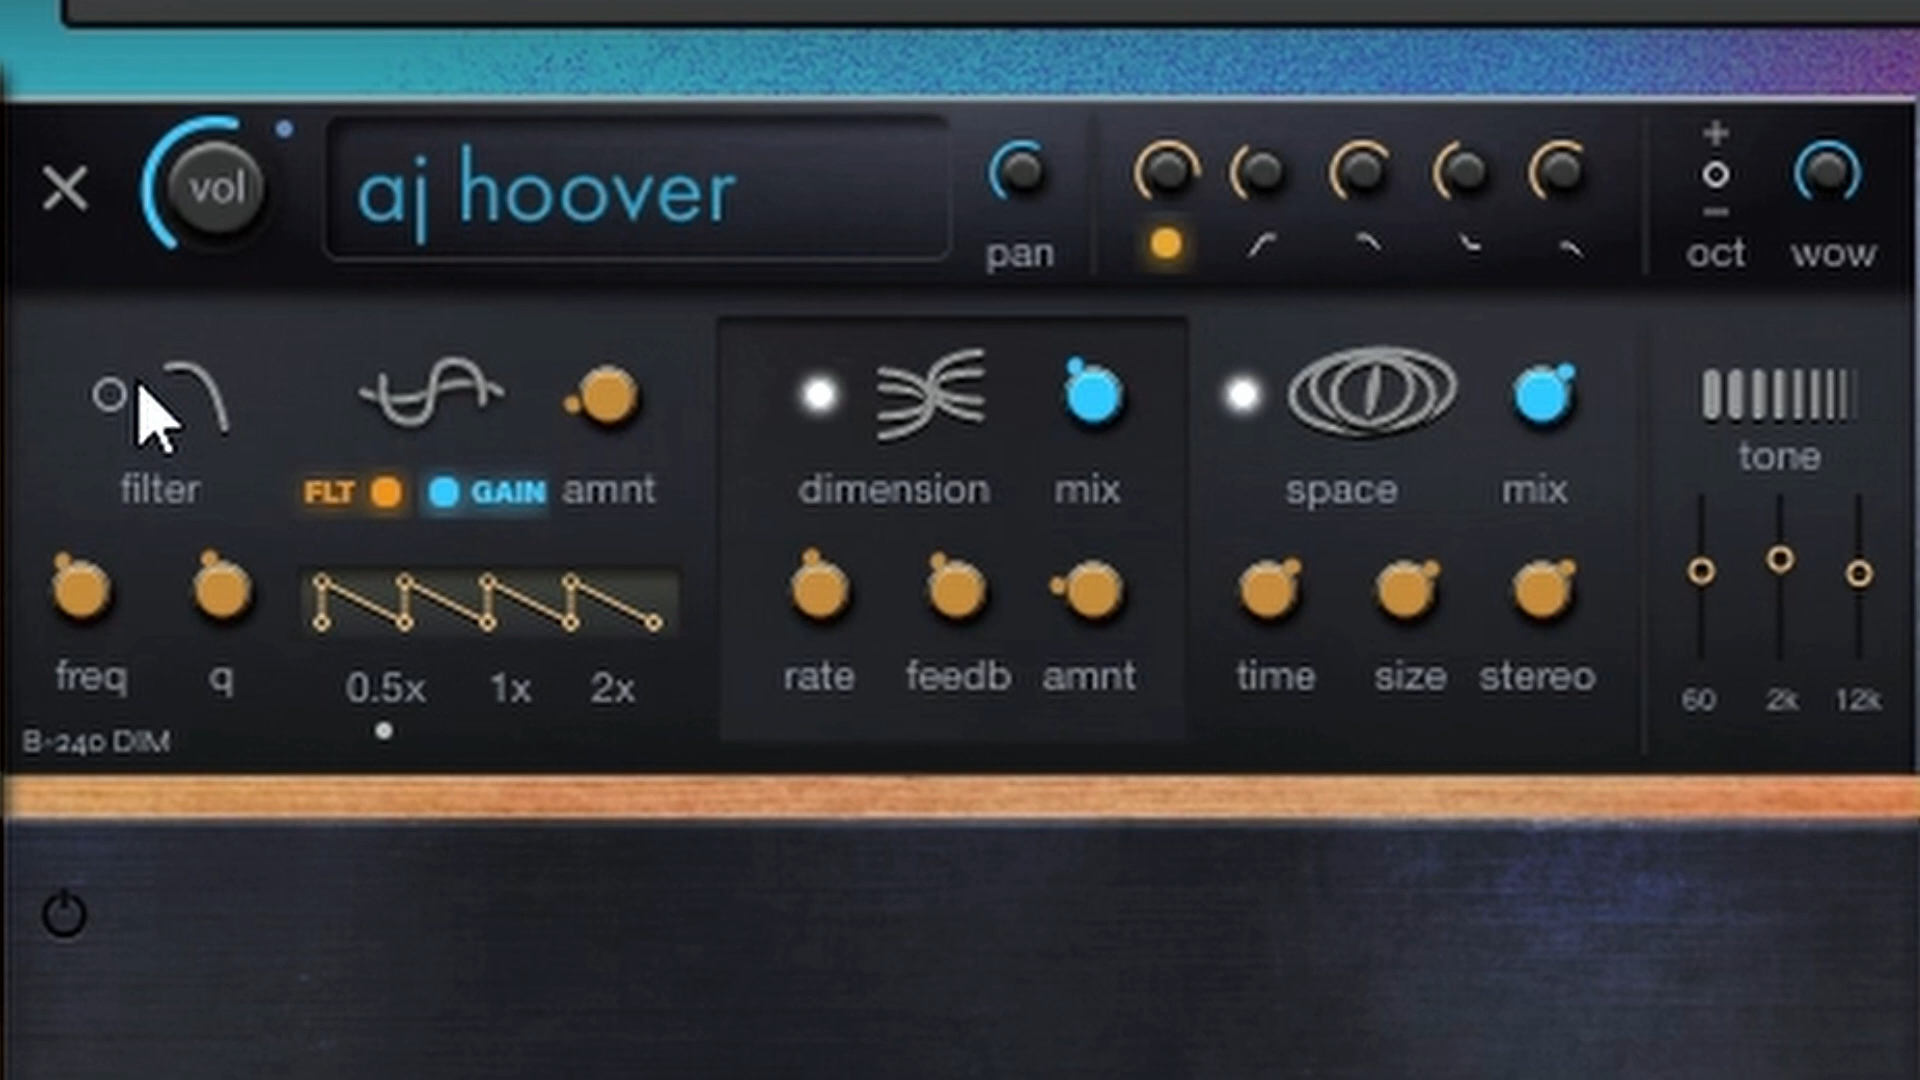 vol
aj hoover
pan
+
−
oct
wow
filter
FLT GAIN
amnt
dimension
mix
space
mix
tone
freq
q
0.5x 1x 2x
rate
feedb
amnt
time
size
stereo
60 2k 12k
B-240 DIM